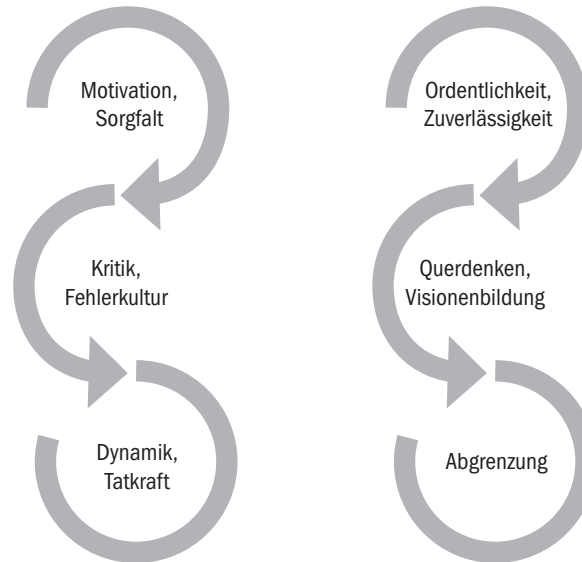 Motivation,
Sorgfalt
Kritik,
Fehlerkultur
Dynamik,
Tatkraft
Ordentlichkeit,
Zuverlässigkeit
Querdenken,
Visionenbildung
Abgrenzung